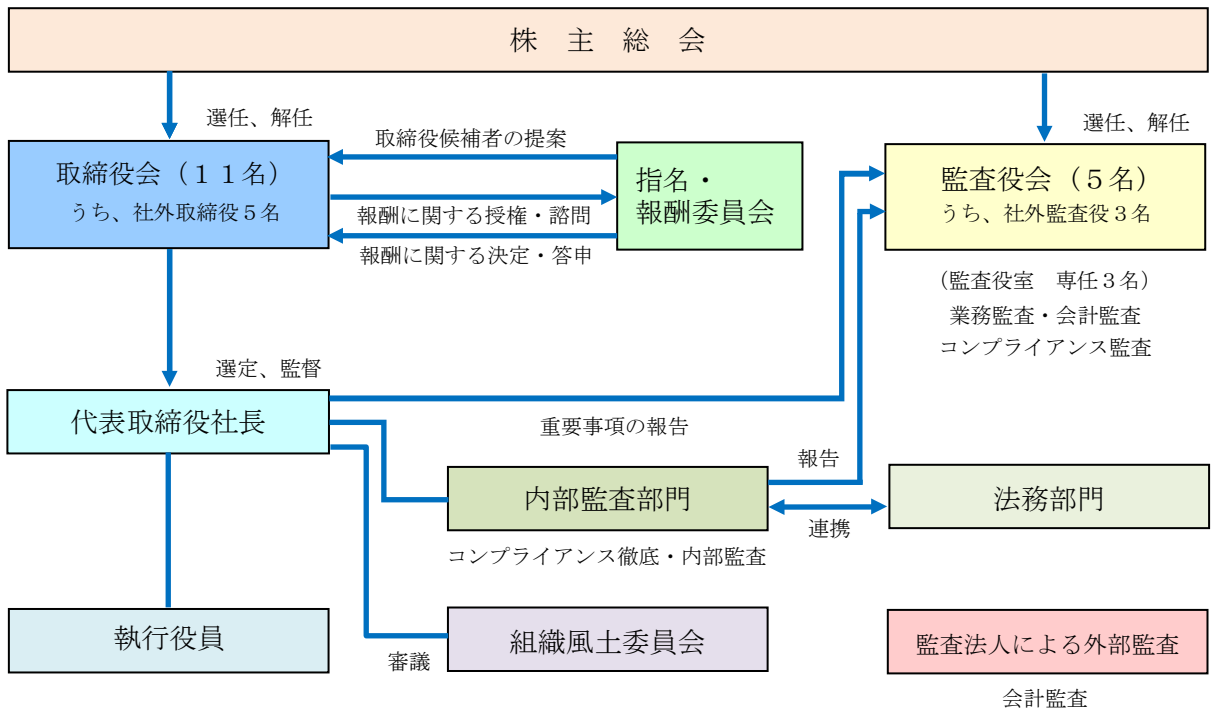 株 主 総 会
選任、解任
選任、解任
取締役候補者の提案
取締役会（１１名）
うち、社外取締役５名
指名・
報酬委員会
監査役会（５名）
うち、社外監査役３名
報酬に関する授権・諮問
報酬に関する決定・答申
（監査役室　専任３名）
業務監査・会計監査
コンプライアンス監査
選定、監督
代表取締役社長
重要事項の報告
報告
内部監査部門
法務部門
連携
コンプライアンス徹底・内部監査
執行役員
組織風土委員会
監査法人による外部監査
審議
会計監査